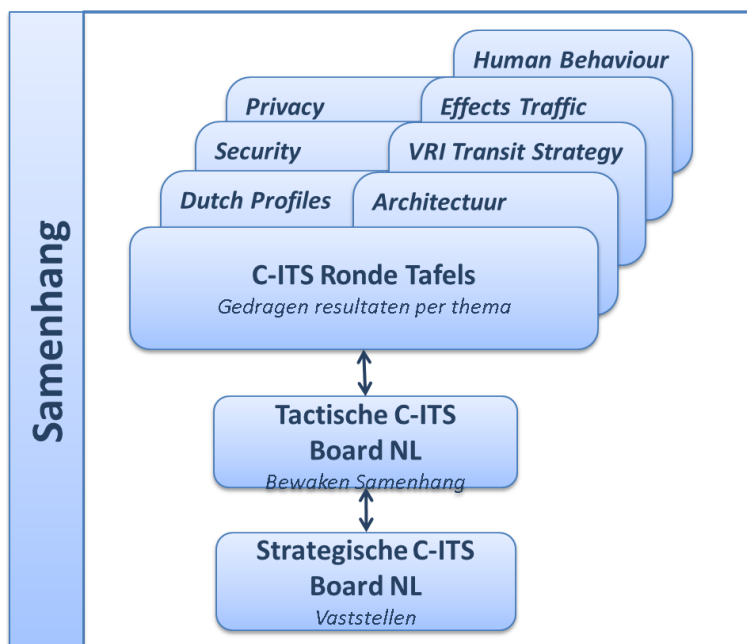 Samenhang
Human Behaviour
Privacy
Effects Traffic
Security
VRI Transit Strategy
Dutch Profiles
Architectuur
C-ITS Ronde Tafels
Gedragen resultaten per thema
Tactische C-ITS
Board NL
Bewaken Samenhang
Strategische C-ITS
Board NL
Vaststellen